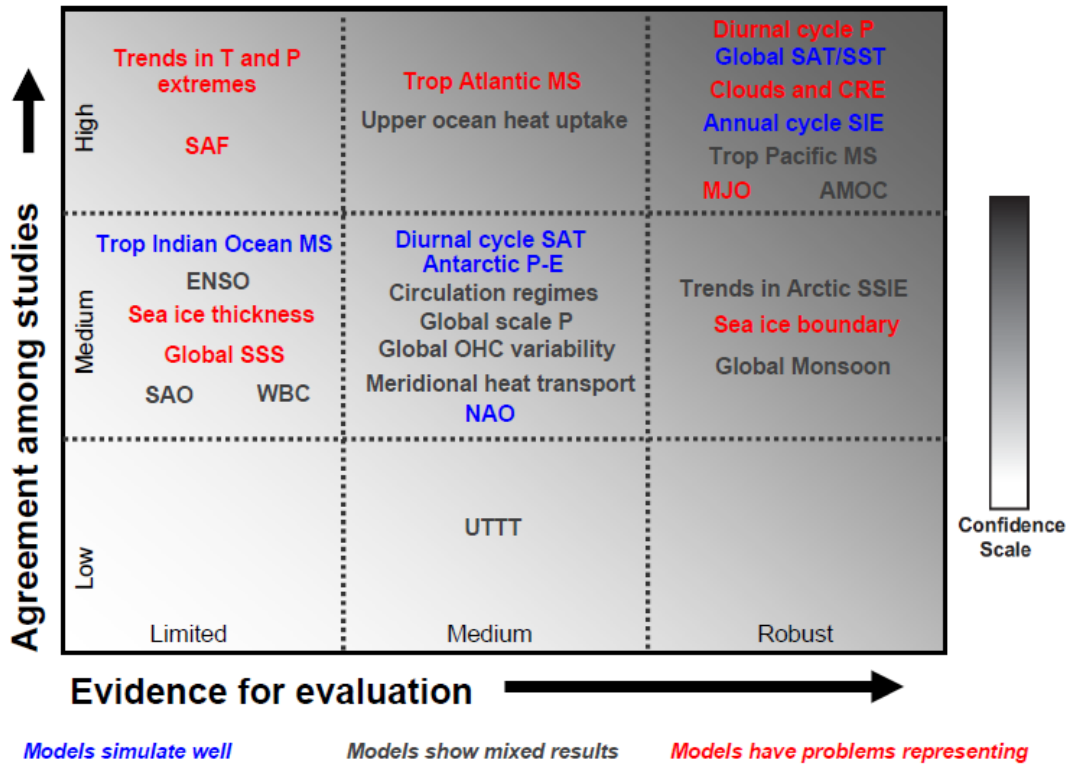 Agreement among studies
High
Medium
Low
Trends in T and P
extremes
SAF
Trop Atlantic MS
Upper ocean heat uptake
Diurnal cycle P
Global SAT/SST
Clouds and CRE
Annual cycle SIE
Trop Pacific MS
MJO AMOC
Trop Indian Ocean MS
ENSO
Sea ice thickness
Global SSS
SAO WBC
Diurnal cycle SAT
Antarctic P-E
Circulation regimes
Global scale P
Global OHC variability
Meridional heat transport
NAO
Trends in Arctic SSIE
Sea ice boundary
Global Monsoon
UTTT
Limited Medium Robust
Evidence for evaluation
Confidence
Scale
Models simulate well Models show mixed results Models have problems representing